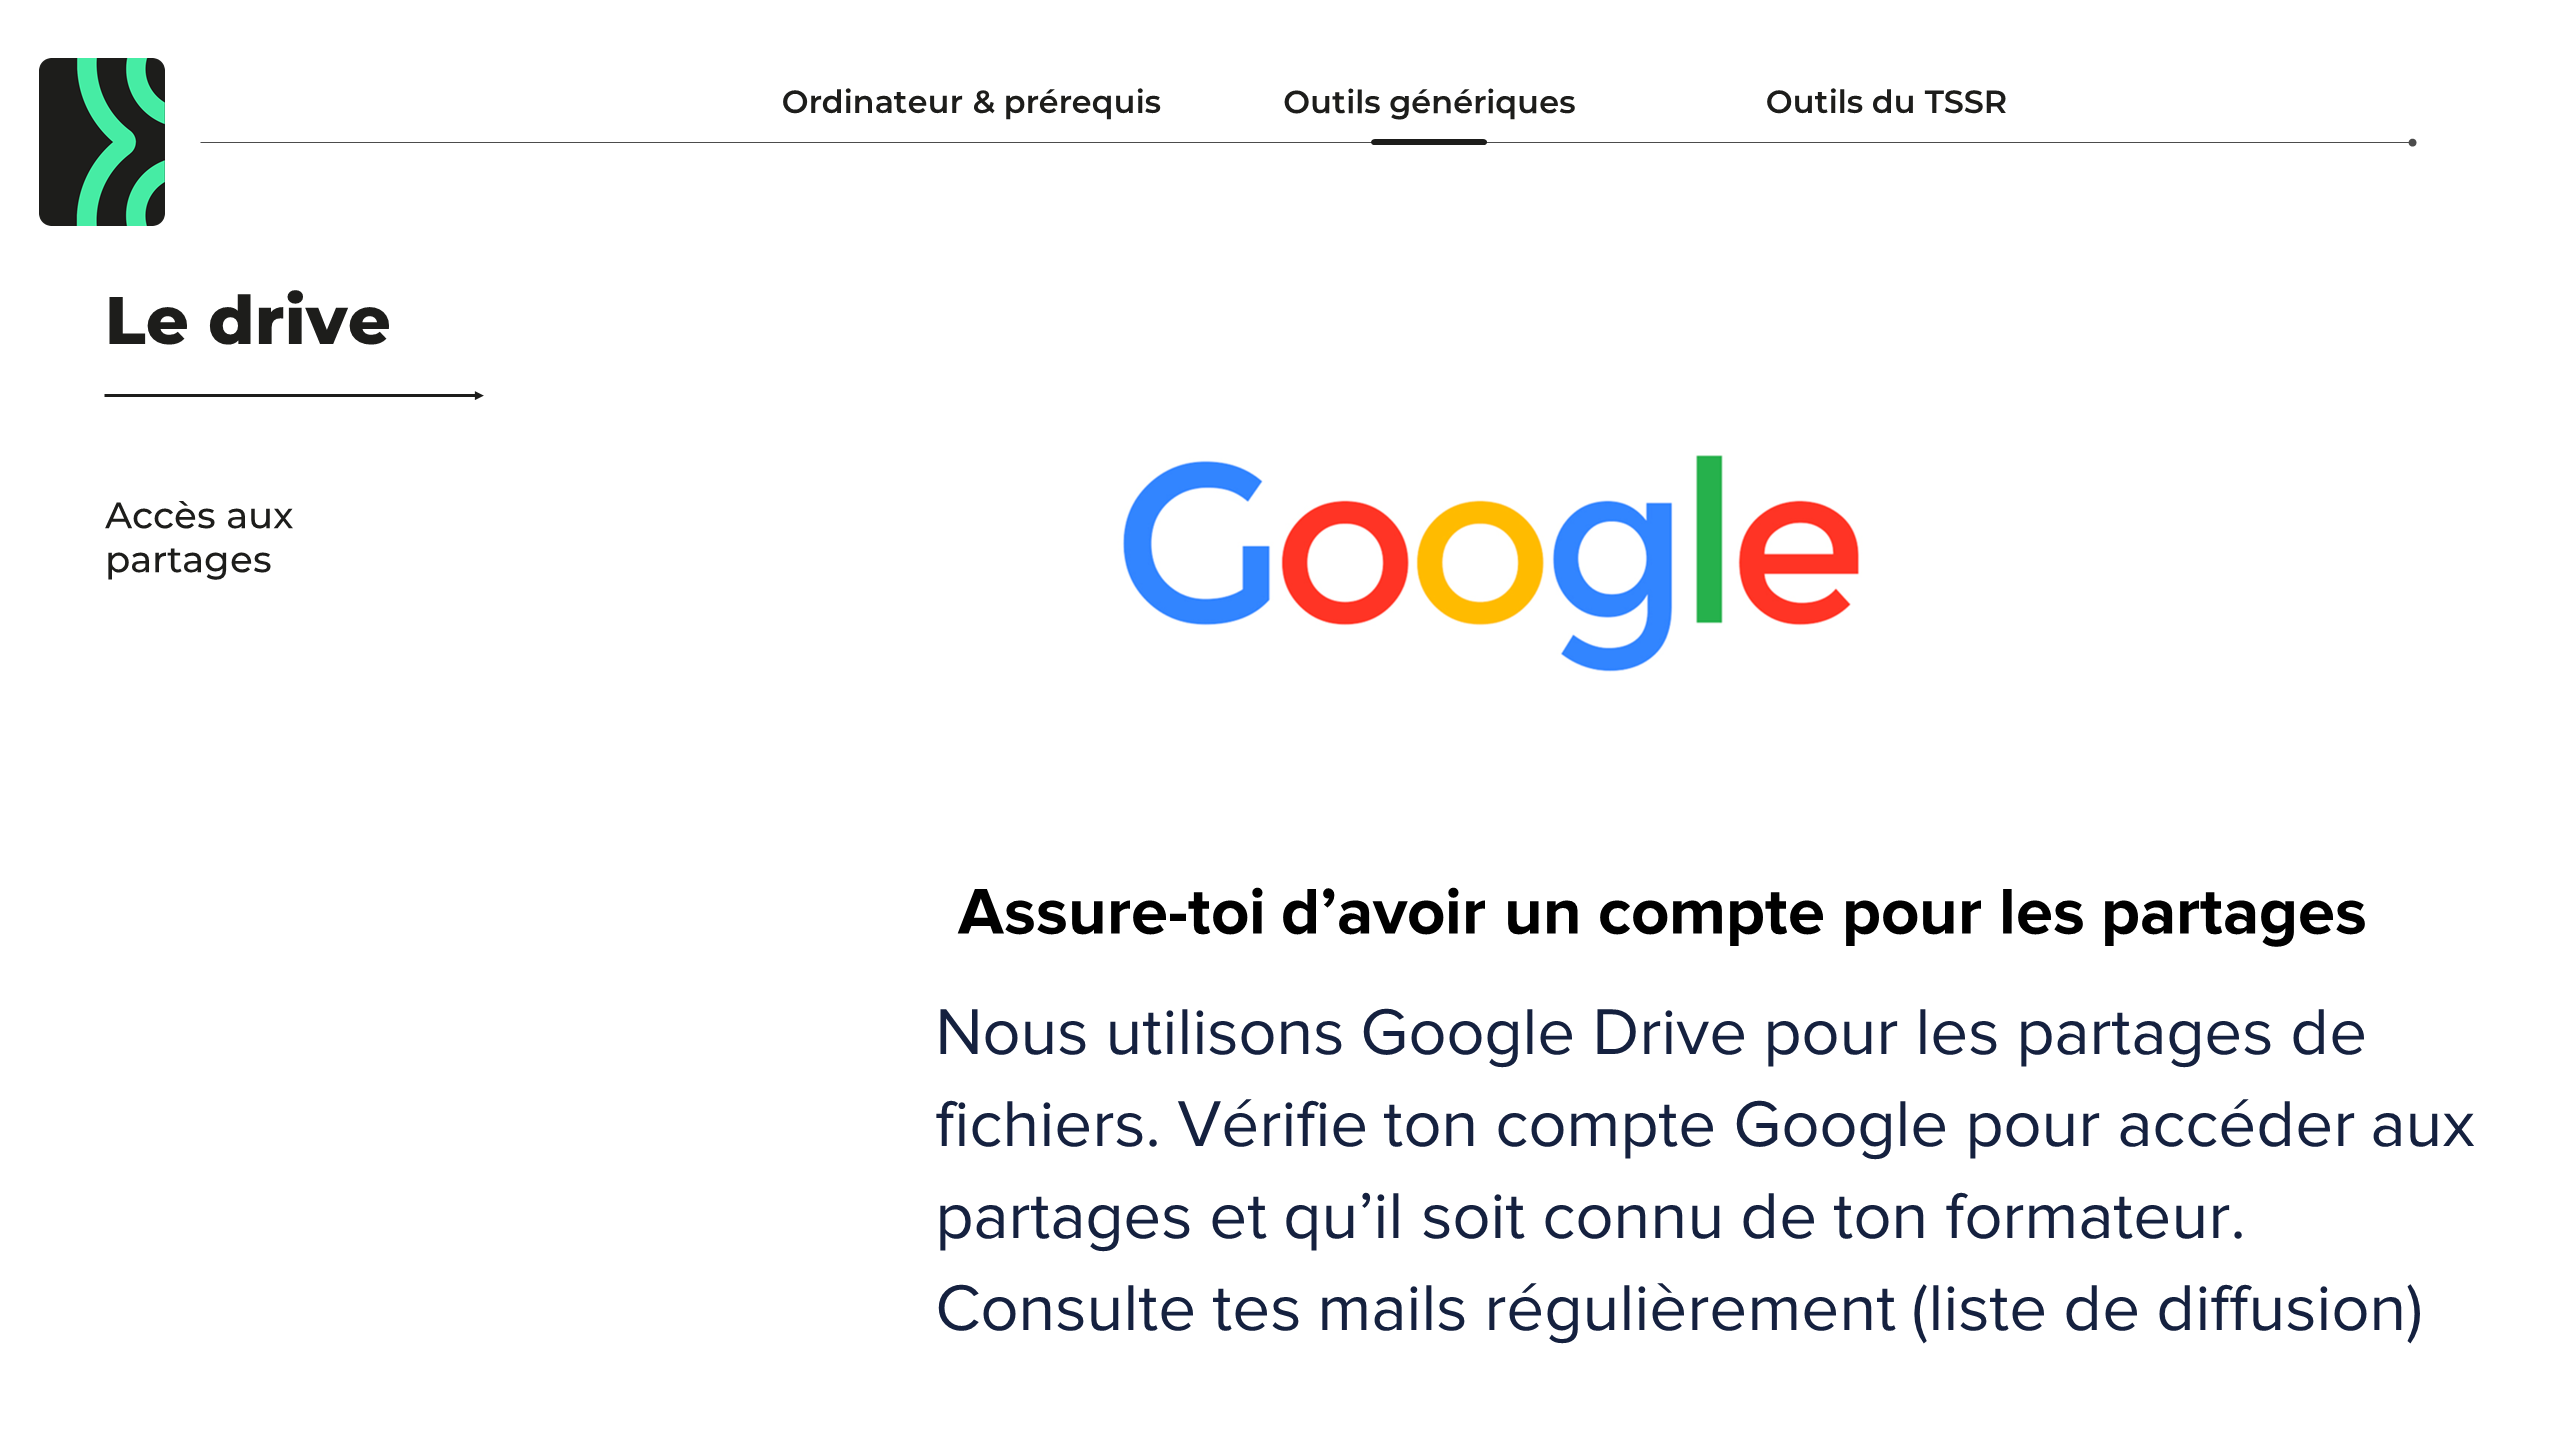 Ordinateur & prérequis
Outils génériques
Outils du TSSR
Le drive
Accès aux
partages
Google
Assure-toi d’avoir un compte pour les partages
Nous utilisons Google Drive pour les partages de
fichiers. Vérifie ton compte Google pour accéder aux
partages et qu’il soit connu de ton formateur.
Consulte tes mails régulièrement (liste de diffusion)